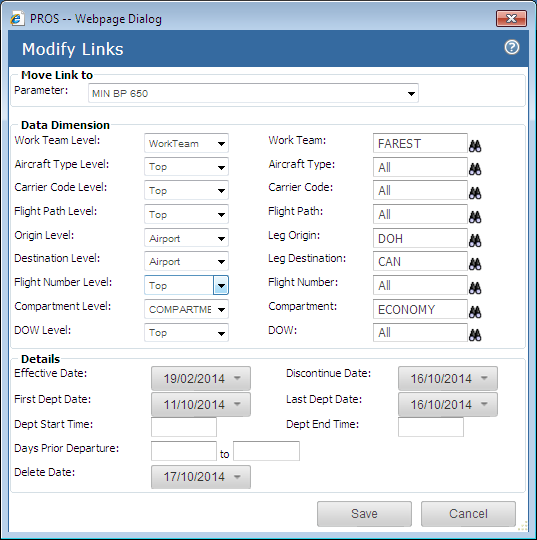 PROS -- Webpage Dialog
Modify Links
Move Link to
Parameter: MIN BP 650
Data Dimension
Work Team Level: WorkTeam Work Team: FAREST
Aircraft Type Level: Top Aircraft Type: All
Carrier Code Level: Top Carrier Code: All
Flight Path Level: Top Flight Path: All
Origin Level: Airport Leg Origin: DOH
Destination Level: Airport Leg Destination: CAN
Flight Number Level: Top Flight Number: All
Compartment Level: COMPARTME Compartment: ECONOMY
DOW Level: Top DOW: All
Details
Effective Date: 19/02/2014 Discontinue Date: 16/10/2014
First Dept Date: 11/10/2014 Last Dept Date: 16/10/2014
Dept Start Time: Dept End Time:
Days Prior Departure: to
Delete Date: 17/10/2014
Save Cancel